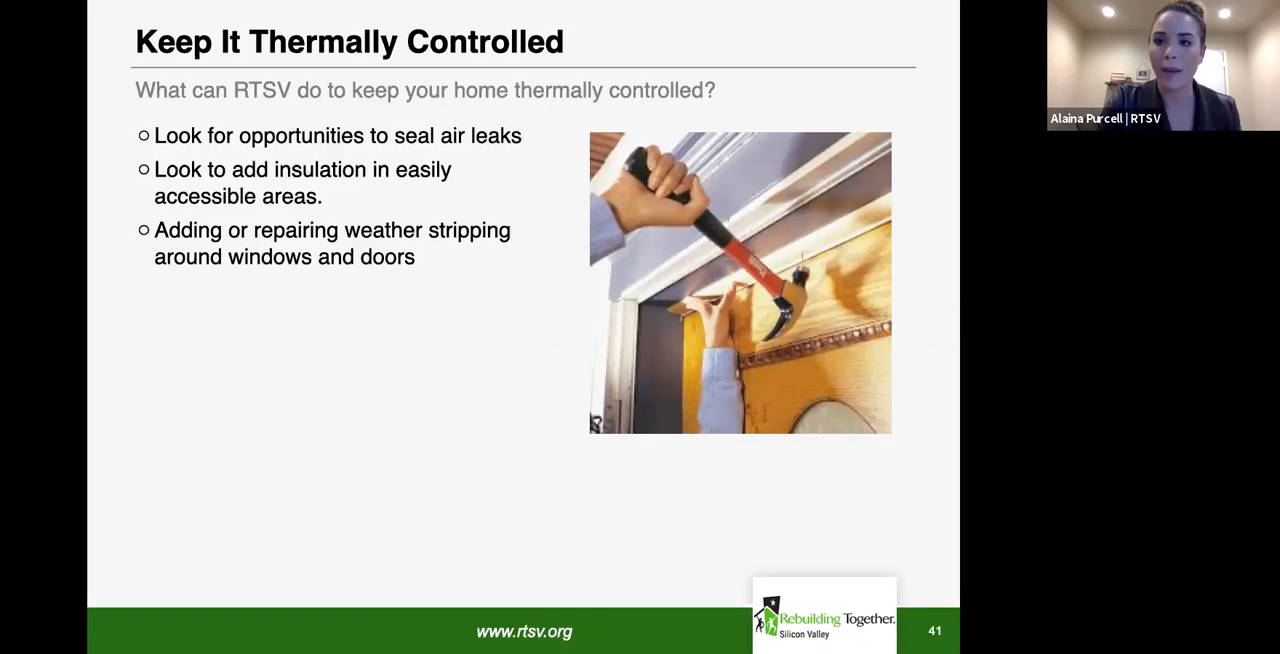 Keep It Thermally Controlled
What can RTSV do to keep your home thermally controlled?
Look for opportunities to seal air leaks
Look to add insulation in easily
accessible areas.
Adding or repairing weather stripping
around windows and doors
Alaina Purcell | RTSV
www.rtsv.org
Rebuilding Together.
Silicon Valley
41